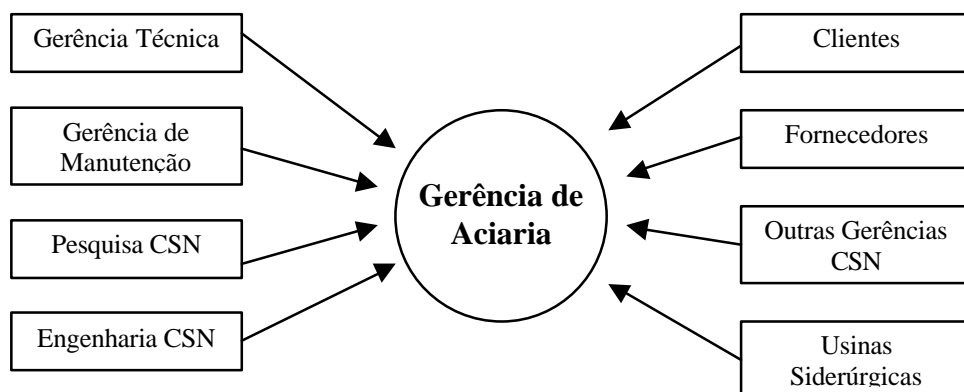 Gerência Técnica
Gerência de
Manutenção
Pesquisa CSN
Engenharia CSN
Gerência de
Aciaria
Clientes
Fornecedores
Outras Gerências
CSN
Usinas
Siderúrgicas